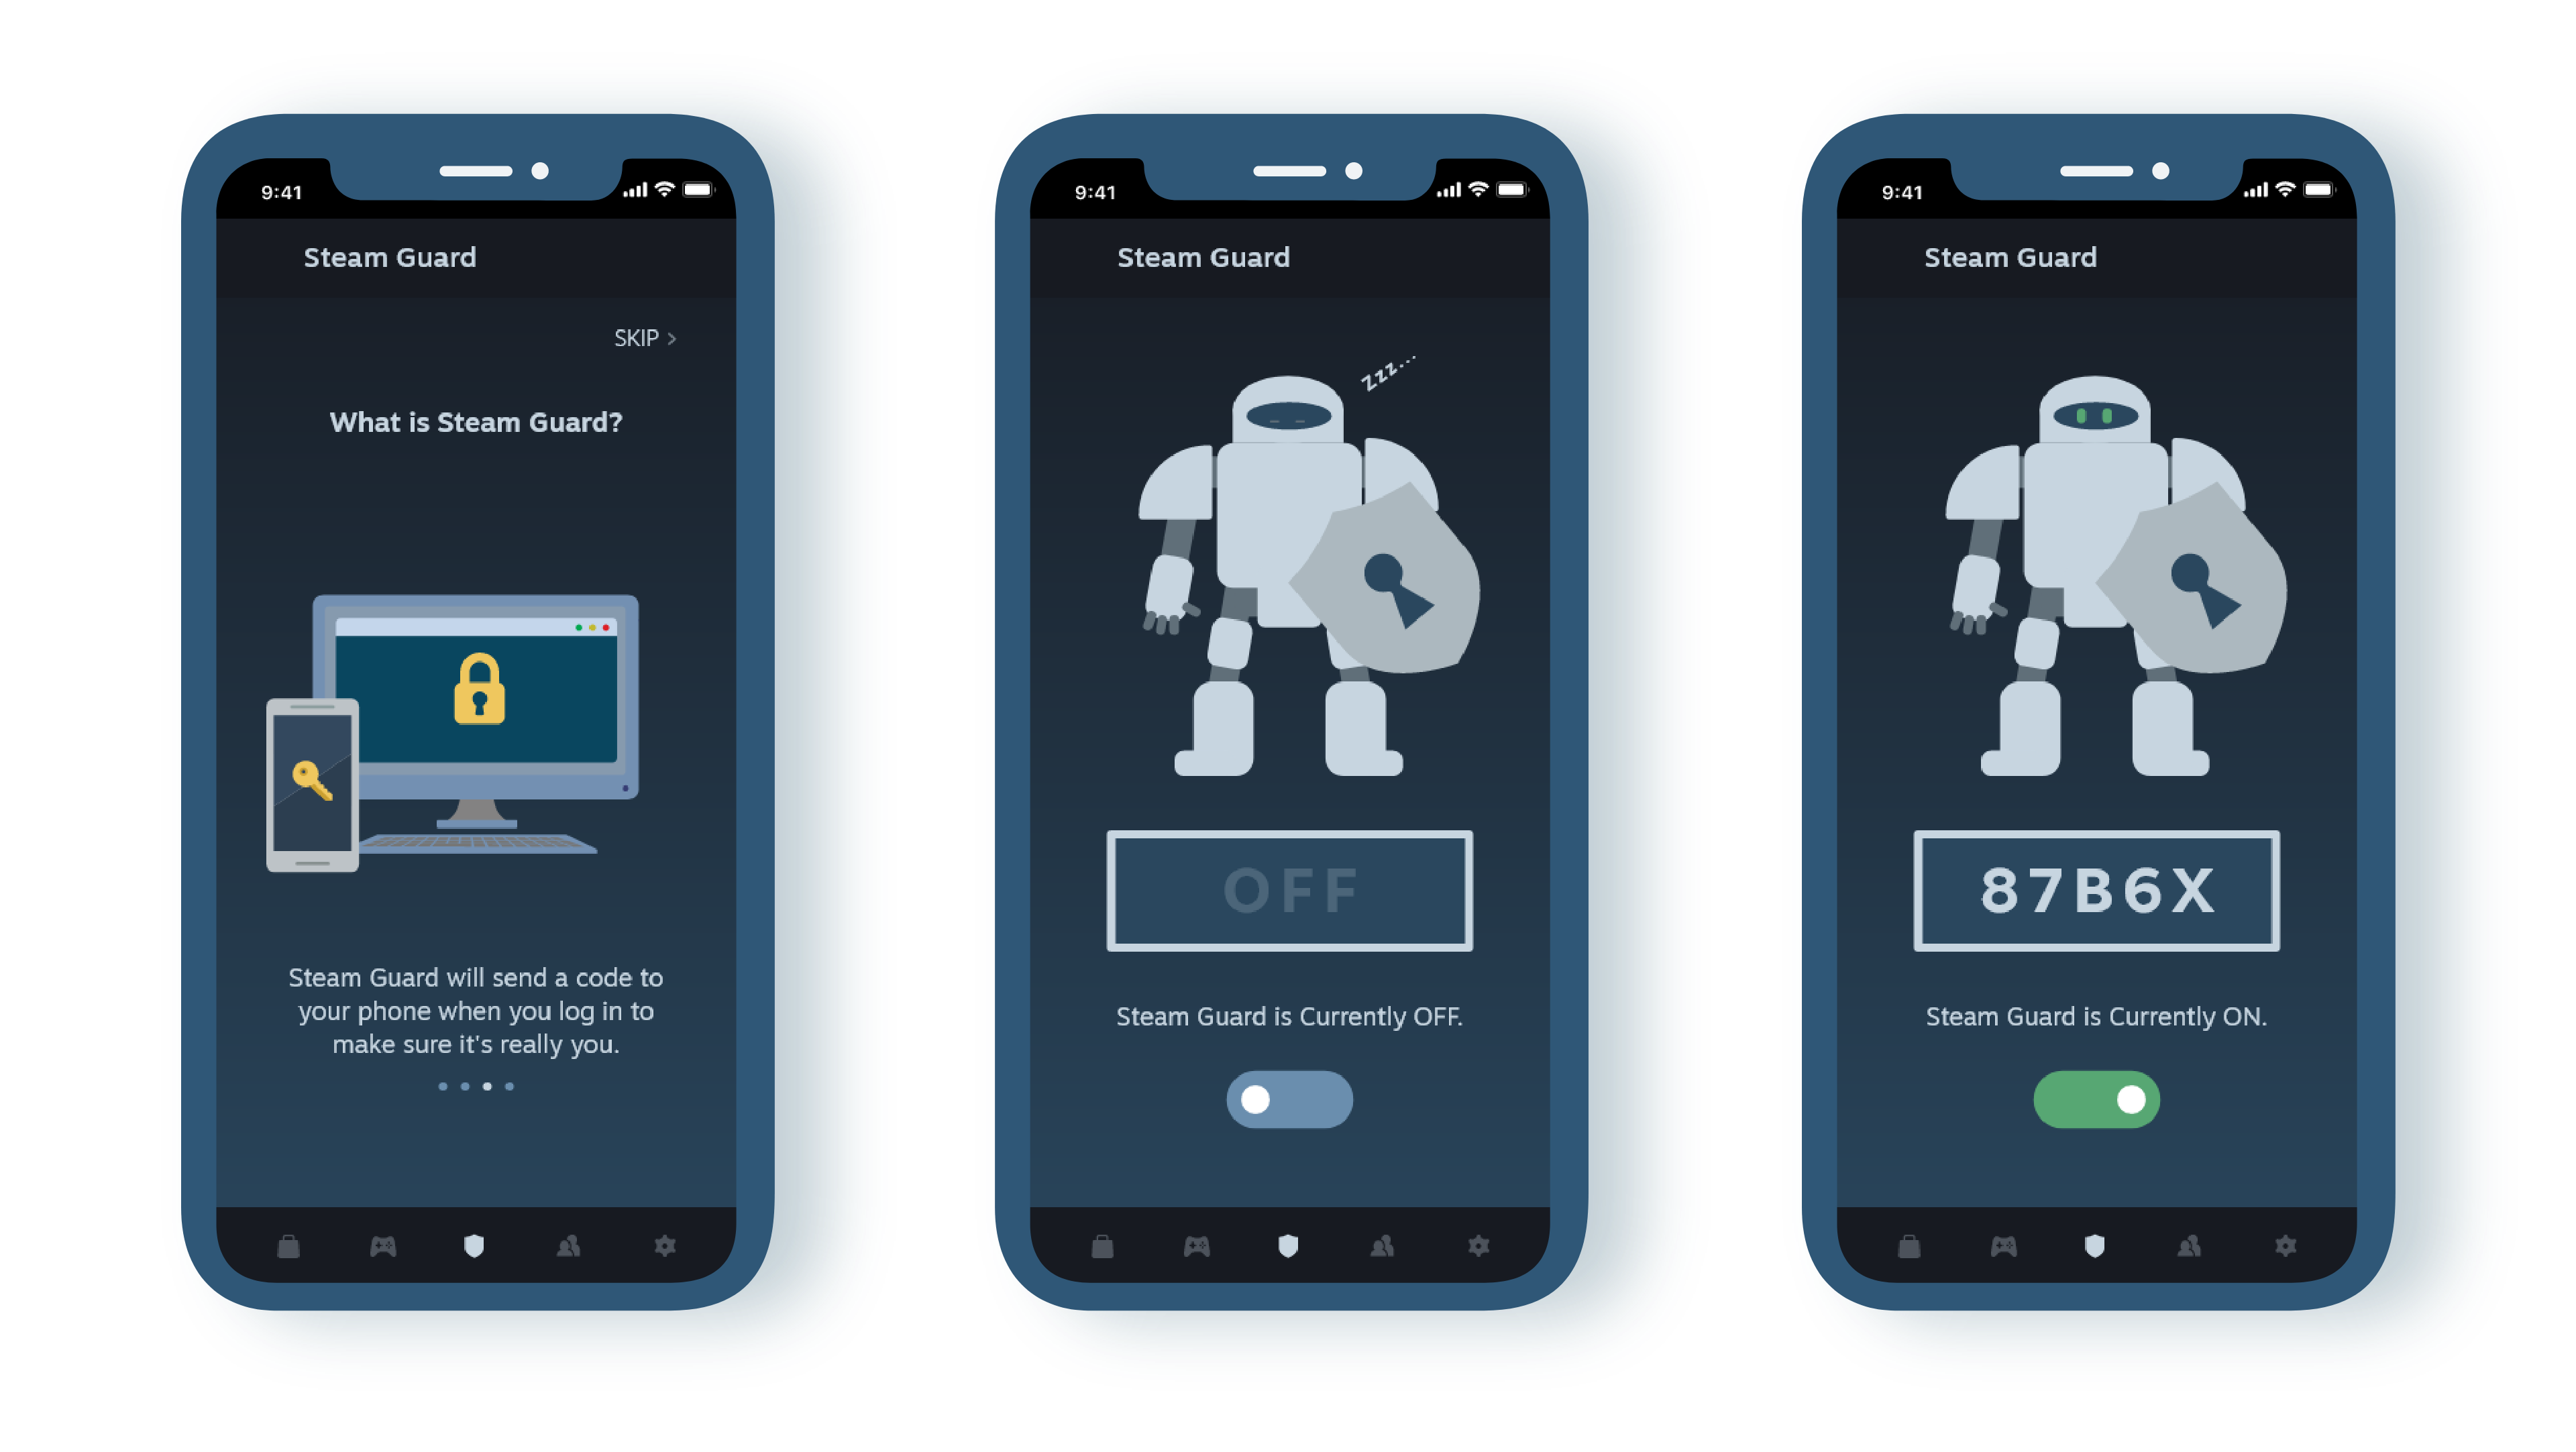 9:41
Steam Guard
SKIP >
What is Steam Guard?
Steam Guard will send a code to
your phone when you log in to
make sure it's really you.
9:41
Steam Guard
Zzz...
OFF
Steam Guard is Currently OFF.
9:41
Steam Guard
87B6X
Steam Guard is Currently ON.